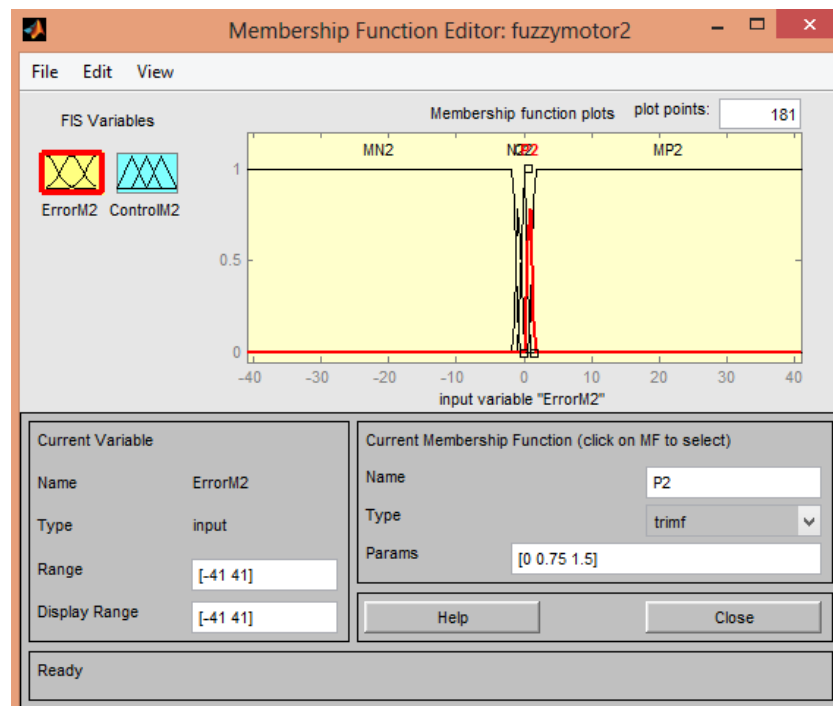 Membership Function Editor: fuzzymotor2
File Edit View
FIS Variables
Membership function plots plot points: 181
ErrorM2 ControlM2
MN2 MP2
1
0.5
0
-40 -30 -20 -10 0 10 20 30 40
input variable "ErrorM2"
Current Variable
Name ErrorM2
Type input
Range [-41 41]
Display Range [-41 41]
Current Membership Function (click on MF to select)
Name P2
Type trimf
Params [0 0.75 1.5]
Help Close
Ready